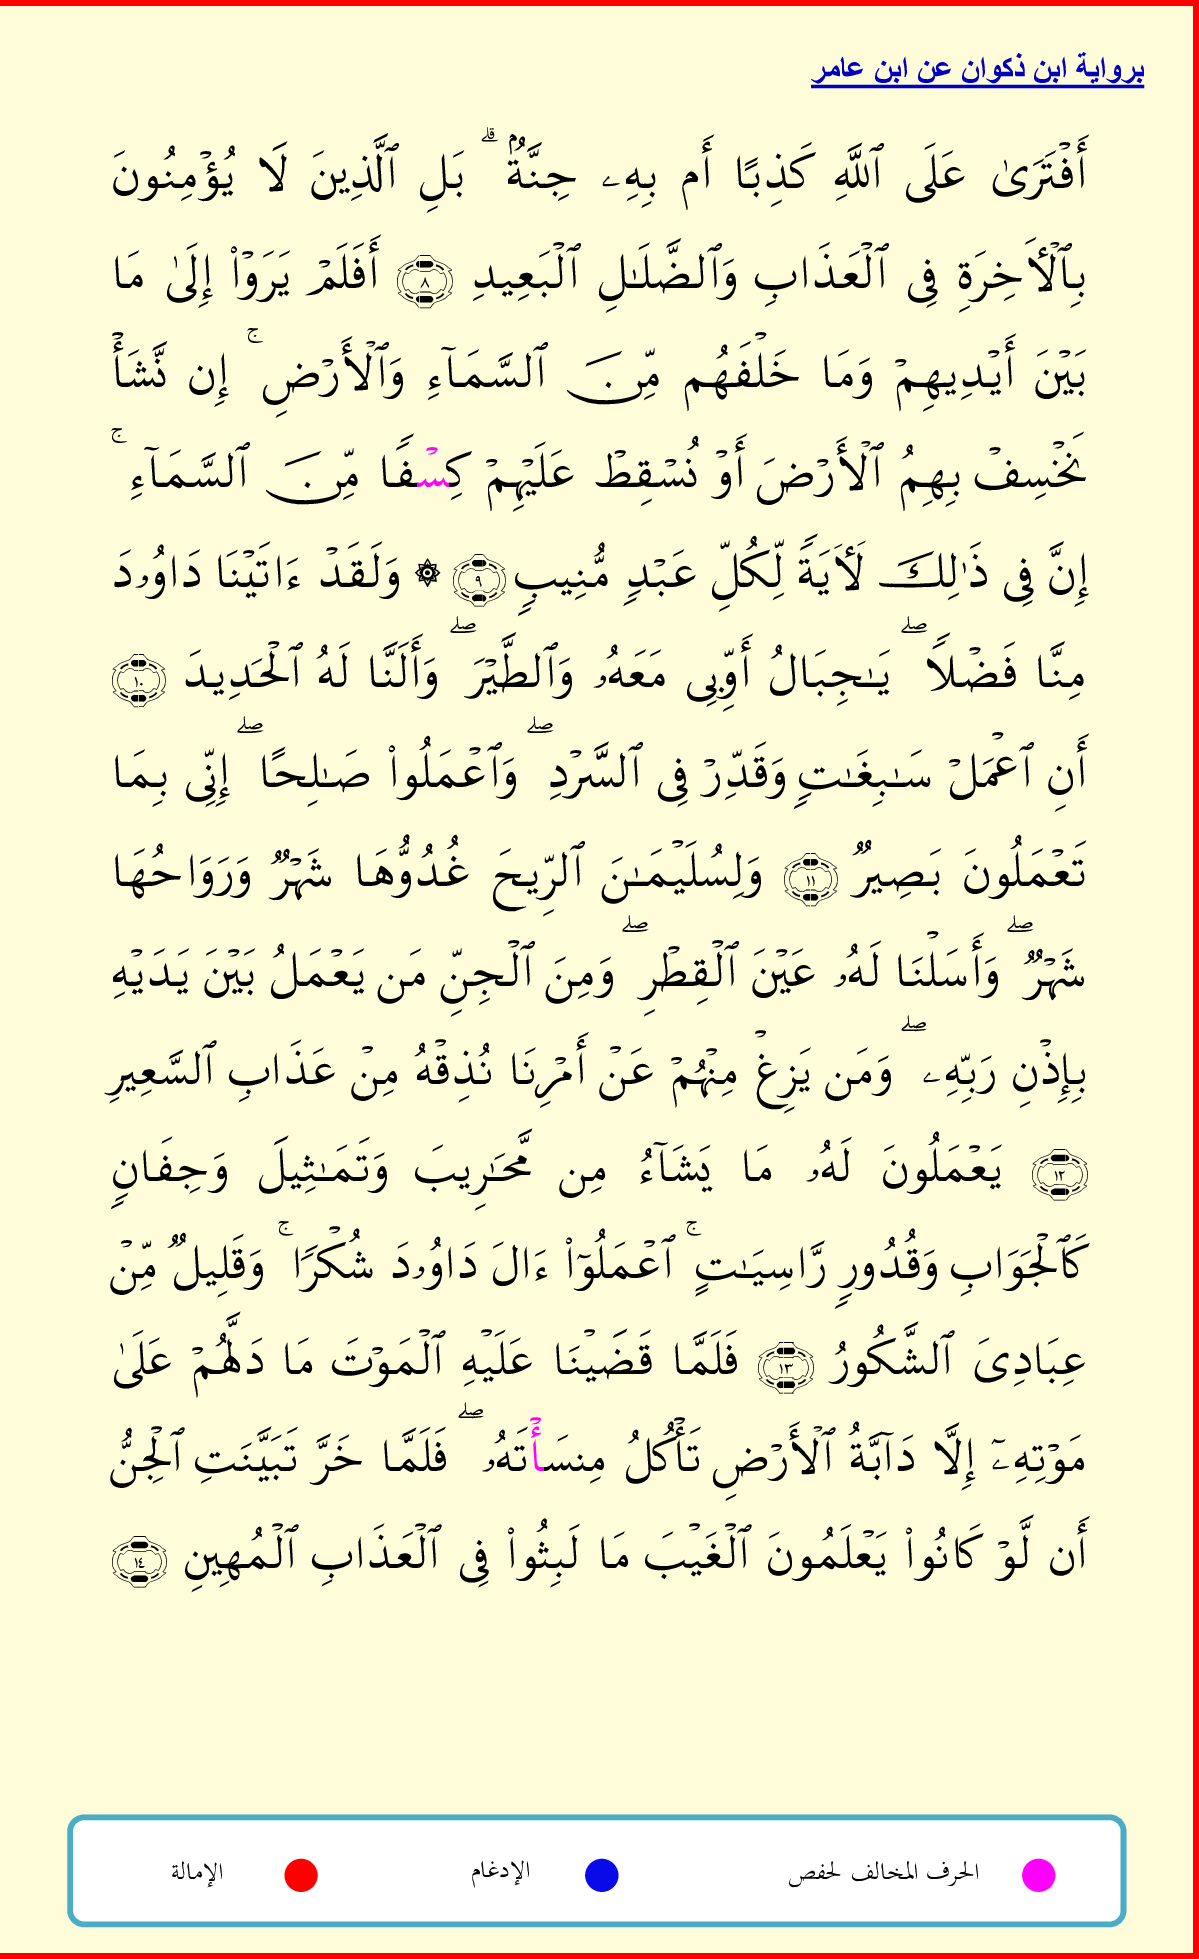 برواية ابن ذكوان عن ابن عامر
أَفْتَرَىٰ عَلَى ٱللَّهِ كَذِبًا أَم بِهِۦ جِنَّةُۢ ۗ بَلِ ٱلَّذِينَ لَا يُؤْمِنُونَ
بِٱلْأَخِرَةِ فِى ٱلْعَذَابِ وَٱلضَّلَـٰلِ ٱلْبَعِيدِ ٨ أَفَلَمْ يَرَوْا۟ إِلَىٰ مَا
بَيْنَ أَيْدِيهِمْ وَمَا خَلْفَهُم مِّنَ ٱلسَّمَآءِ وَٱلْأَرْضِ ۚ إِن نَّشَأْ
نَخْسِفْ بِهِمُ ٱلْأَرْضَ أَوْ نُسْقِطْ عَلَيْهِمْ كِسْفًا مِّنَ ٱلسَّمَآءِ ۚ
إِنَّ فِى ذَٰلِكَ لَأَيَةً لِّكُلِّ عَبْدٍ مُّنِيبٍ ٩ ۞ وَلَقَدْ ءَاتَيْنَا دَاوُۥدَ
مِنَّا فَضْلًا ۖ يَـٰجِبَالُ أَوِّبِى مَعَهُۥ وَٱلطَّيْرَ ۖ وَأَلَنَّا لَهُ ٱلْحَدِيدَ ١٠
أَنِ ٱعْمَلْ سَـٰبِغَـٰتٍ وَقَدِّرْ فِى ٱلسَّرْدِ ۖ وَٱعْمَلُوا۟ صَـٰلِحًا ۖ إِنِّى بِمَا
تَعْمَلُونَ بَصِيرٌ ١١ وَلِسُلَيْمَـٰنَ ٱلرِّيحَ غُدُوُّهَا شَهْرٌ وَرَوَاحُهَا
شَهْرٌ ۖ وَأَسَلْنَا لَهُۥ عَيْنَ ٱلْقِطْرِ ۖ وَمِنَ ٱلْجِنِّ مَن يَعْمَلُ بَيْنَ يَدَيْهِ
بِإِذْنِ رَبِّهِۦ ۖ وَمَن يَزِغْ مِنْهُمْ عَنْ أَمْرِنَا نُذِقْهُ مِنْ عَذَابِ ٱلسَّعِيرِ
١٢ يَعْمَلُونَ لَهُۥ مَا يَشَآءُ مِن مَّحَـٰرِيبَ وَتَمَـٰثِيلَ وَجِفَانٍ
كَٱلْجَوَابِ وَقُدُورٍ رَّاسِيَـٰتٍ ۚ ٱعْمَلُوٓا۟ ءَالَ دَاوُۥدَ شُكْرًا ۚ وَقَلِيلٌ مِّنْ
عِبَادِىَ ٱلشَّكُورُ ١٣ فَلَمَّا قَضَيْنَا عَلَيْهِ ٱلْمَوْتَ مَا دَلَّهُمْ عَلَىٰ
مَوْتِهِۦٓ إِلَّا دَآبَّةُ ٱلْأَرْضِ تَأْكُلُ مِنسَأْتَهُۥ ۖ فَلَمَّا خَرَّ تَبَيَّنَتِ ٱلْجِنُّ
أَن لَّوْ كَانُوا۟ يَعْلَمُونَ ٱلْغَيْبَ مَا لَبِثُوا۟ فِى ٱلْعَذَابِ ٱلْمُهِينِ ١٤
الحرف المخالف لحفص الإدغام الإمالة